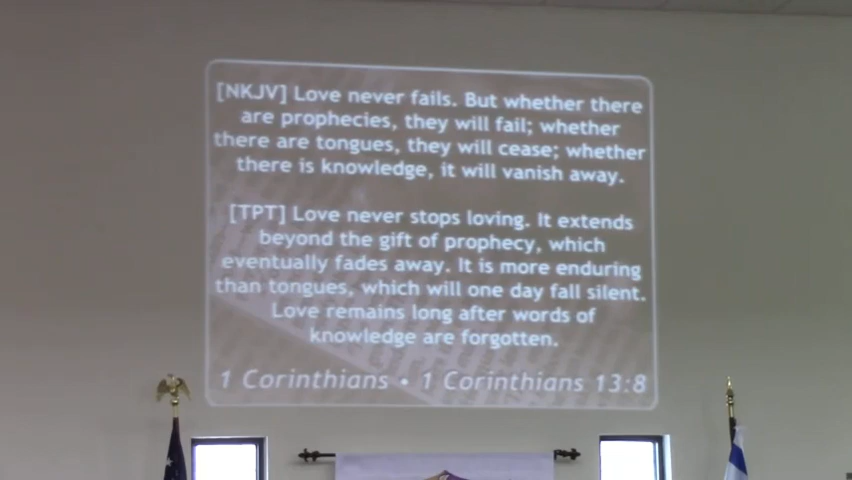 [NKJV] Love never fails. But whether there
are prophecies, they will fail; whether
there are tongues, they will cease; whether
there is knowledge, it will vanish away.
[TPT] Love never stops loving. It extends
beyond the gift of prophecy, which
eventually fades away. It is more enduring
than tongues, which will one day fall silent.
Love remains long after words of
knowledge are forgotten.
1 Corinthians • 1 Corinthians 13:8